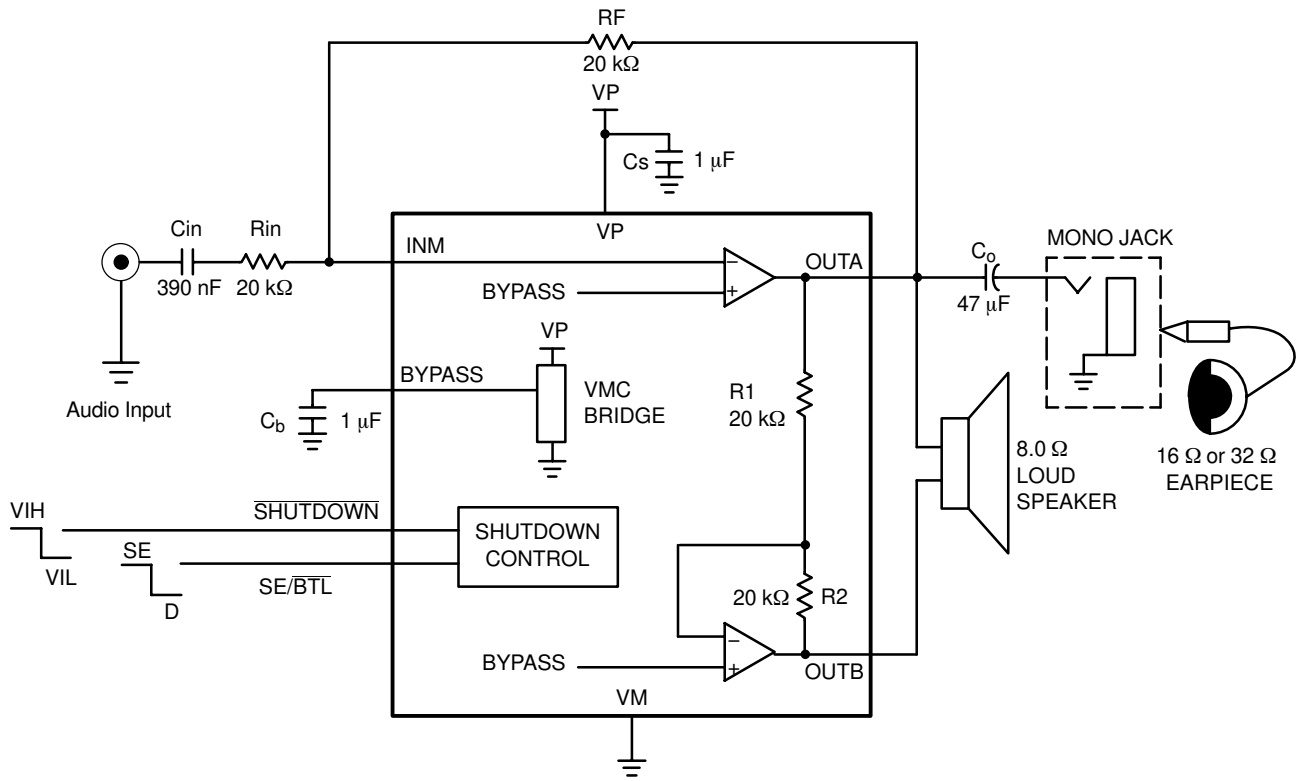 RF
20 kΩ
VP
Cs
1 μF
Cin
Rin
390 nF
20 kΩ
Audio Input
INM
VP
BYPASS
OUTA
Co
47 μF
MONO JACK
16 Ω or 32 Ω
EARPIECE
BYPASS
Cb
1 μF
VP
VMC
BRIDGE
R1
20 kΩ
8.0 Ω
LOUD
SPEAKER
VIH
VIL
SHUTDOWN
SE
D
SE/BTL
SHUTDOWN
CONTROL
20 kΩ
R2
BYPASS
OUTB
VM